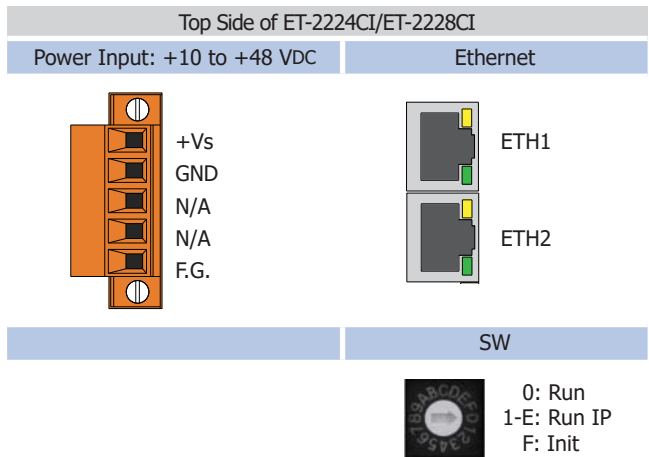 Top Side of ET-2224CI/ET-2228CI
Power Input: +10 to +48 VDC
Ethernet
+Vs
GND
N/A
N/A
F.G.
ETH1
ETH2
SW
0: Run
1-E: Run IP
F: Init